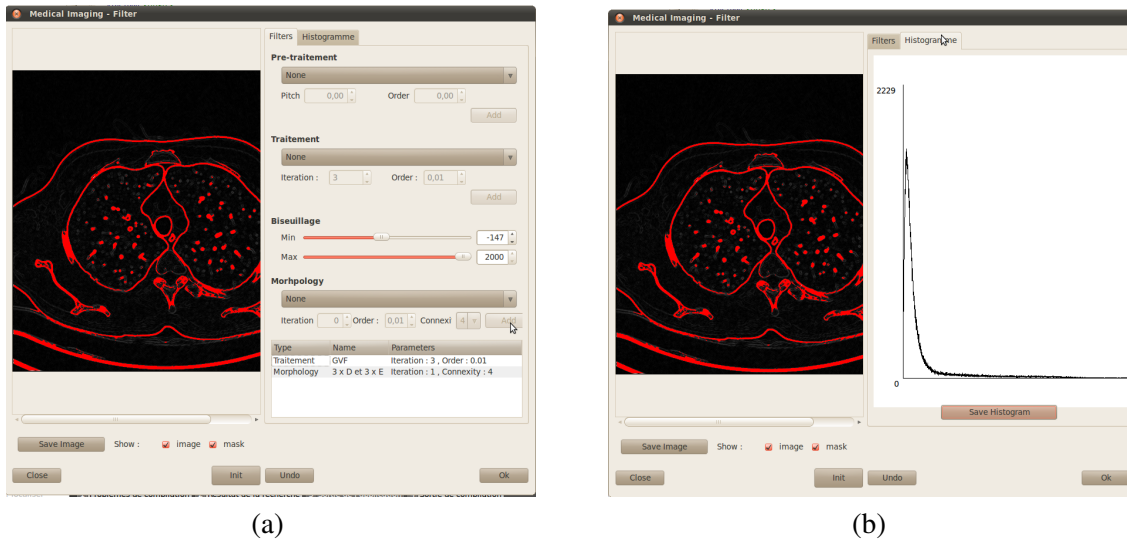 Medical Imaging - Filter
Filters Histogramme
Pre-traitement
None
Pitch 0,00 Order 0,00
Add
Traitement
None
Iteration : 3 Order : 0,01
Add
Biseuillage
Min -147
Max 2000
Morhpology
None
Iteration 0 Order : 0,01 Connexi 4 Add
Type Name Parameters
Traitement GVF Iteration : 3 , Order : 0.01
Morphology 3 x D et 3 x E Iteration : 1 , Connexity : 4
Save Image Show : image mask
Close Init Undo Ok
(a)
Medical Imaging - Filter
Filters Histogramme
2229
0
Save Histogram
Save Image Show : image mask
Close Init Undo Ok
(b)